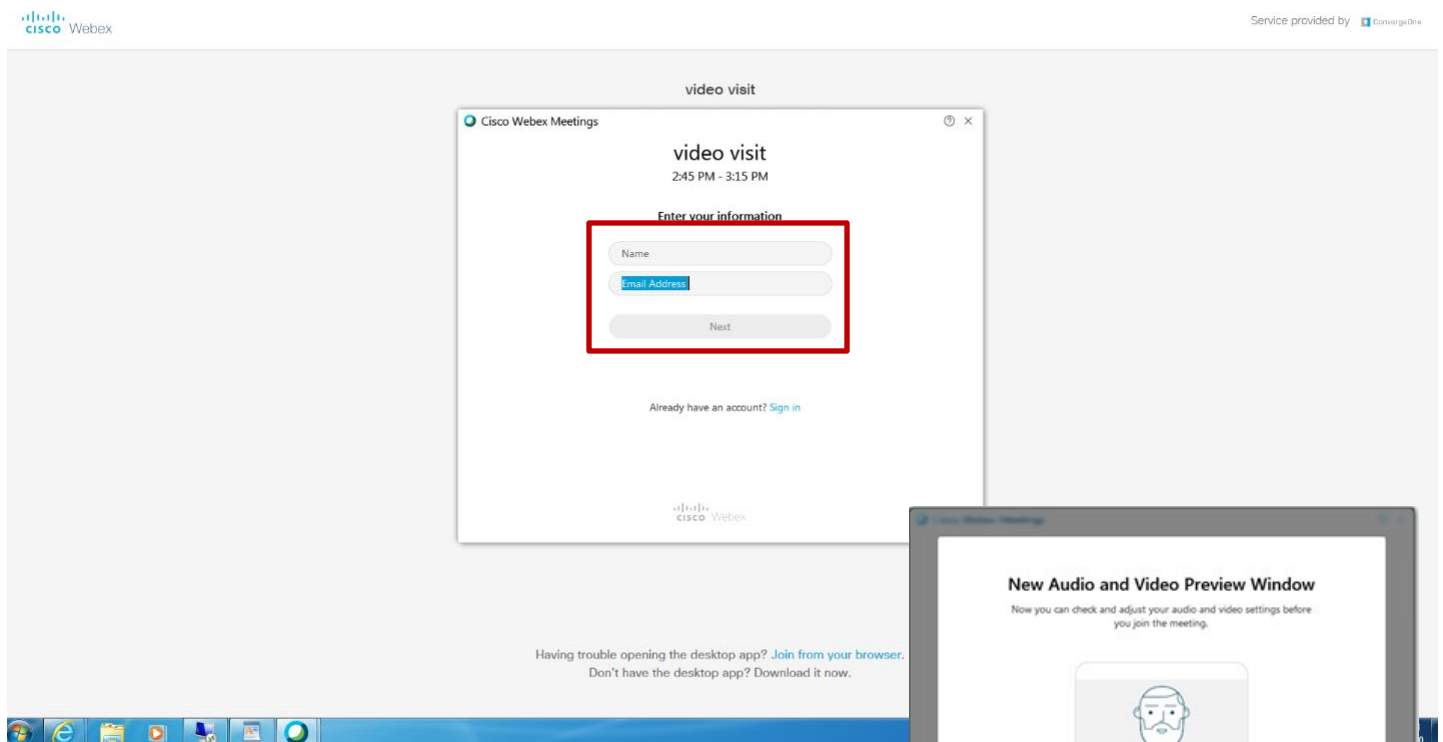 cisco Webex
Service provided by ConvergeOne
video visit
Cisco Webex Meetings
video visit
2:45 PM - 3:15 PM
Enter your information
Name
Email Address
Next
Already have an account? Sign in
cisco Webex
Cisco Webex Meetings
New Audio and Video Preview Window
Now you can check and adjust your audio and video settings before
you join the meeting.
Having trouble opening the desktop app? Join from your browser.
Don't have the desktop app? Download it now.